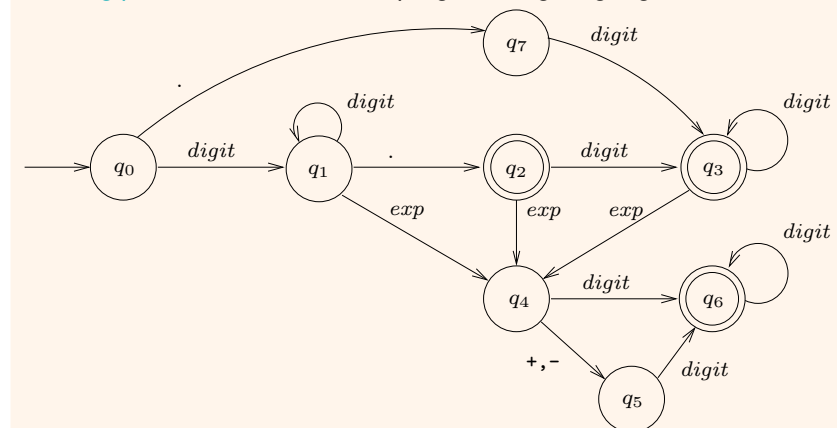 q7
digit
.
digit
digit
q0
digit
q1
.
q2
digit
q3
exp
exp
exp
digit
q4
digit
q6
+,-
digit
q5